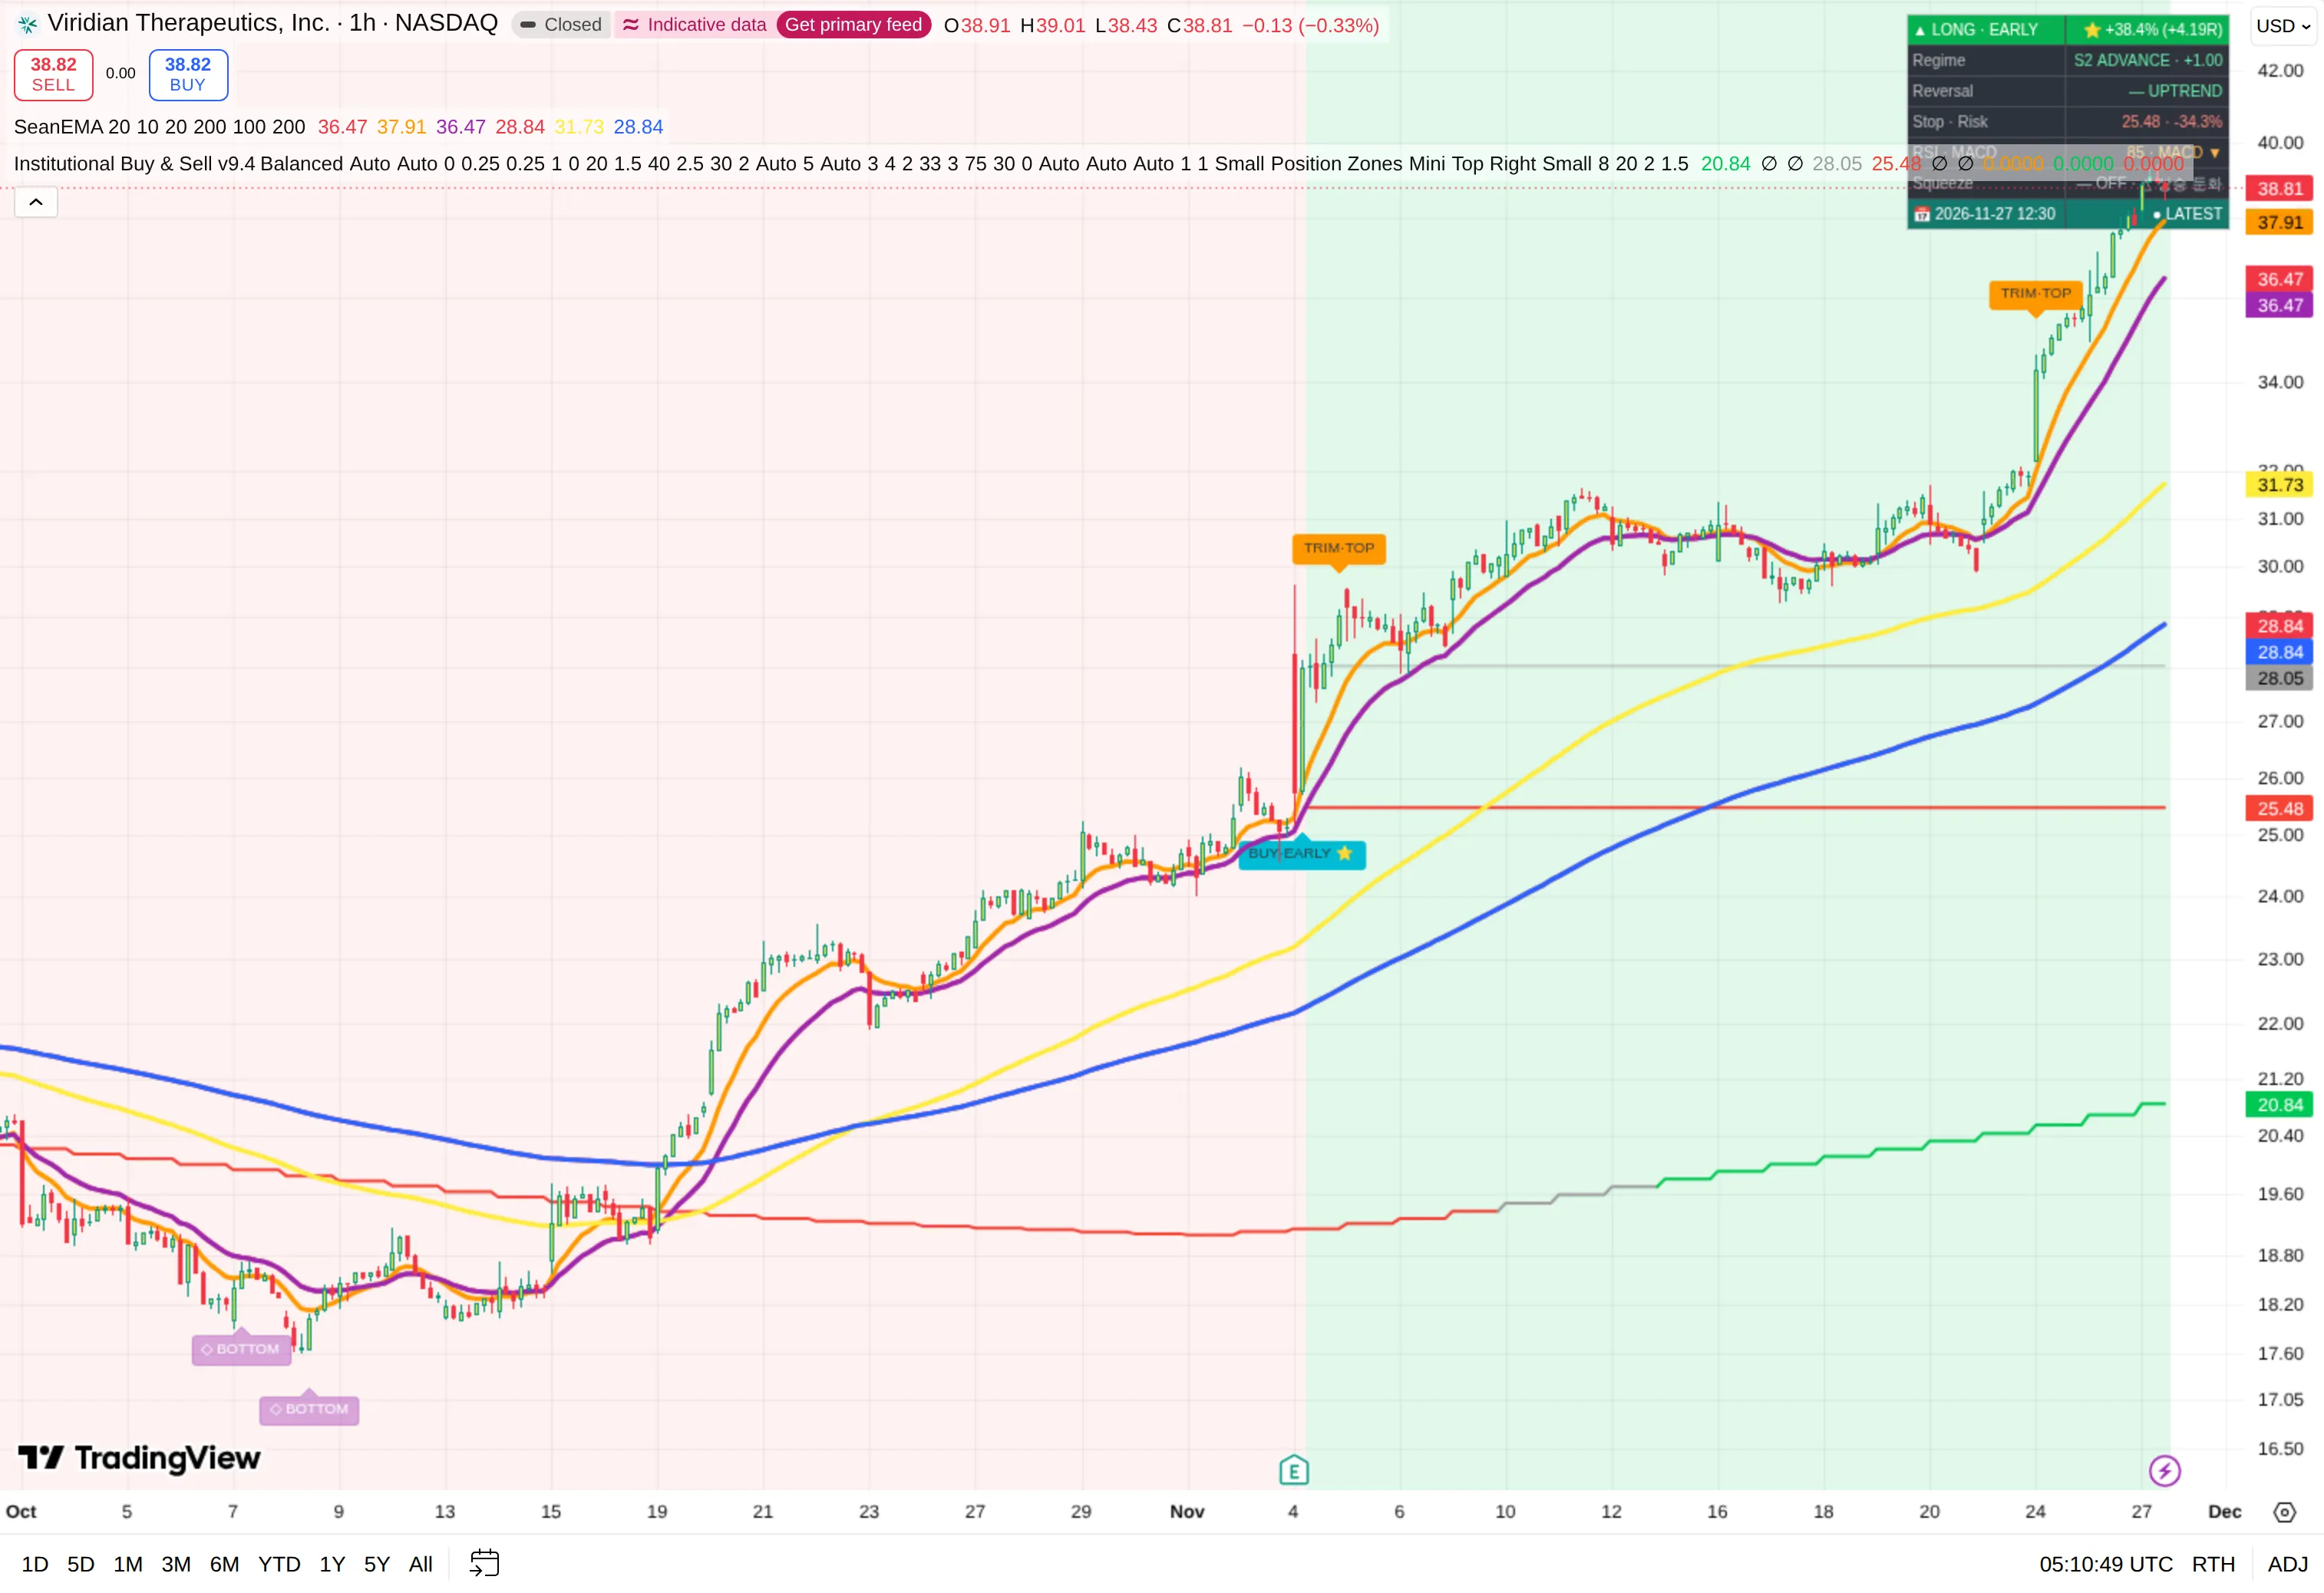 Viridian Therapeutics, Inc. · 1h · NASDAQ Closed Indicative data Get primary feed O38.91 H39.01 L38.43 C38.81 −0.13 (−0.33%)
38.82 SELL 0.00 38.82 BUY
SeanEMA 20 10 20 200 100 200 36.47 37.91 36.47 28.84 31.73 28.84
Institutional Buy & Sell v9.4 Balanced Auto Auto 0 0.25 0.25 1 0 20 1.5 40 2.5 30 2 Auto 5 Auto 3 4 2 33 3 75 30 0 Auto Auto Auto 1 1 Small Position Zones Mini Top Right Small 8 20 2 1.5 20.84 ∅ ∅ 28.05 25.48 ∅ ∅ 0.0000 0.0000 0.0000
▲ LONG · EARLY ⭐ +38.4% (+4.19R)
Regime S2 ADVANCE · +1.00
Reversal — UPTREND
Stop · Risk 25.48 · -34.3%
RSI · MACD 85 · MACD ▼
Squeeze — OFF ·
📅 2026-11-27 12:30 ● LATEST
USD
42.00
40.00
38.81
37.91
36.47
36.47
34.00
31.73
31.00
30.00
28.84
28.84
28.05
27.00
26.00
25.48
25.00
24.00
23.00
22.00
21.20
20.84
20.40
19.60
18.80
18.20
17.60
17.05
16.50
TRIM·TOP
TRIM·TOP
BUY·EARLY ⭐
◇ BOTTOM
◇ BOTTOM
TradingView
E
Oct 5 7 9 13 15 19 21 23 27 29 Nov 4 6 10 12 16 18 20 24 27 Dec
1D 5D 1M 3M 6M YTD 1Y 5Y All 05:10:49 UTC RTH ADJ